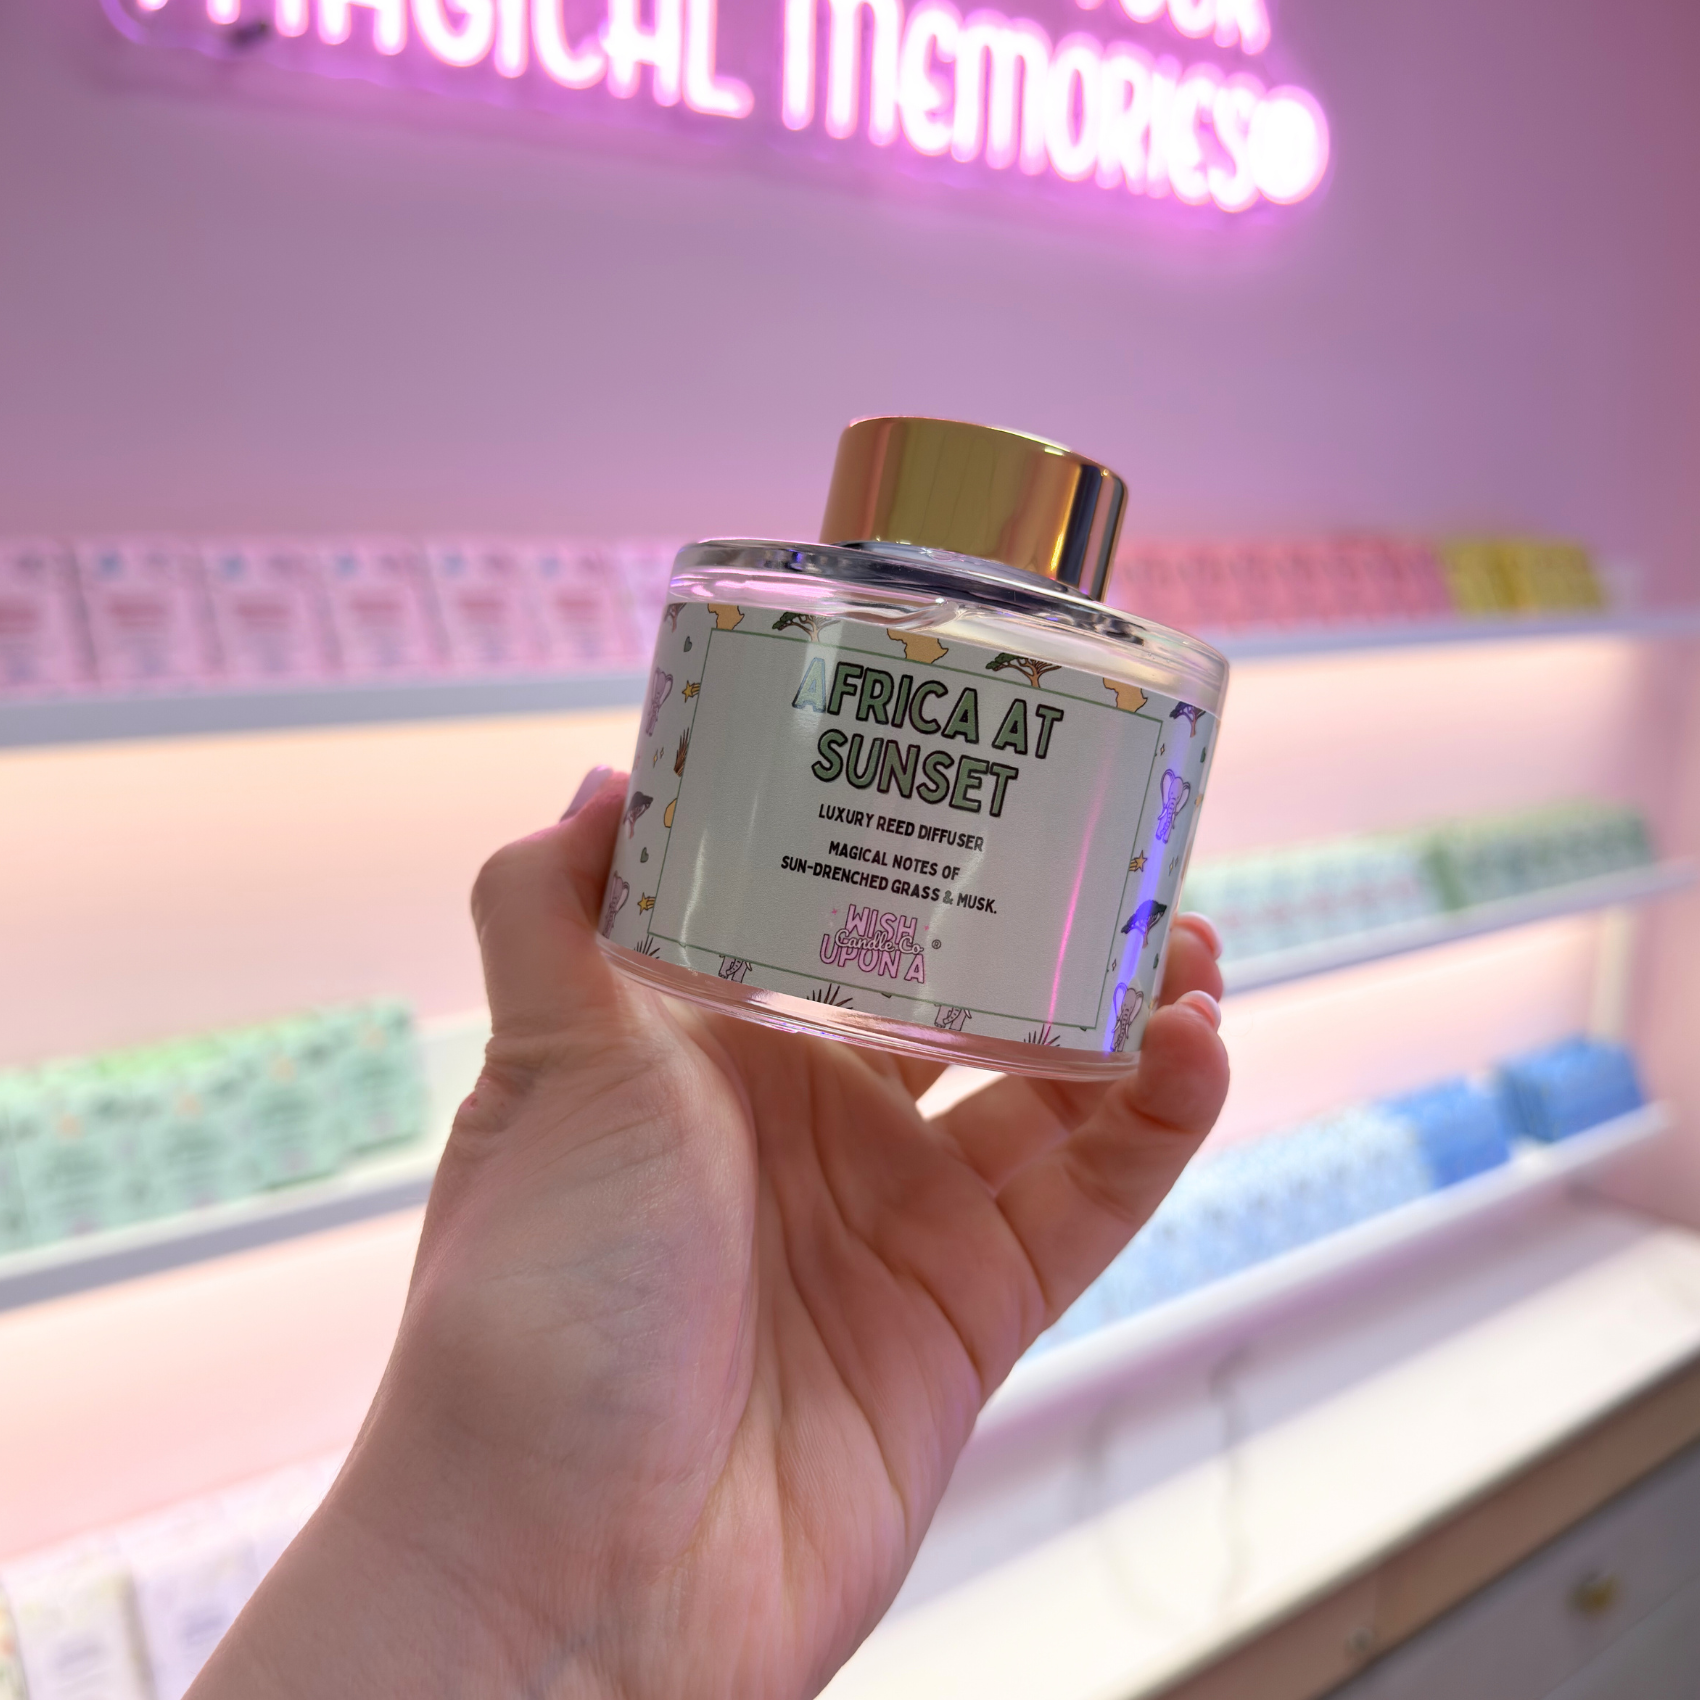 MAGICAL MEMORIES®
AFRICA AT
SUNSET
LUXURY REED DIFFUSER
MAGICAL NOTES OF
SUN-DRENCHED GRASS & MUSK.
WISH
UPON A
Candle Co ®